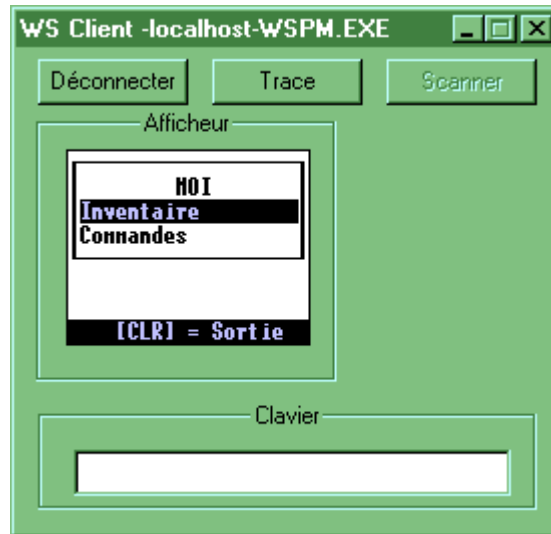 WS Client -localhost-WSPM.EXE
Déconnecter Trace Scanner
Afficheur
MOI
Inventaire
Commandes
[CLR] = Sortie
Clavier